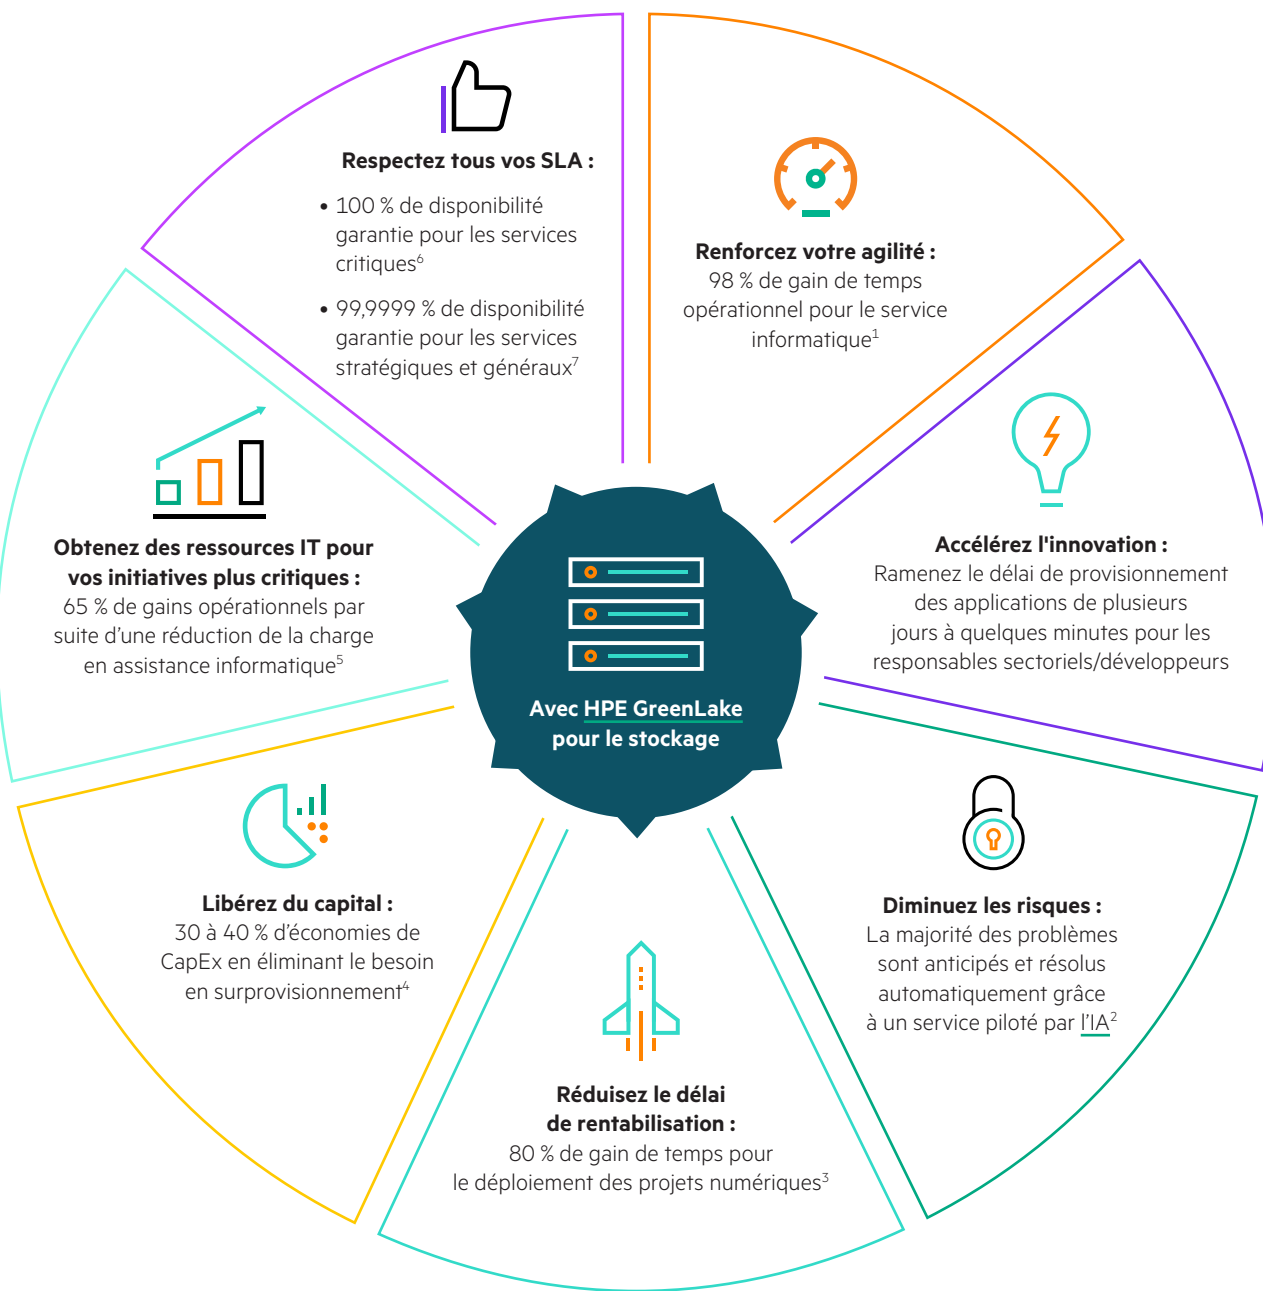 Respectez tous vos SLA :
• 100 % de disponibilité
garantie pour les services
critiques⁶
• 99,9999 % de disponibilité
garantie pour les services
stratégiques et généraux⁷
Renforcez votre agilité :
98 % de gain de temps
opérationnel pour le service
informatique¹
Accélérez l'innovation :
Ramenez le délai de provisionnement
des applications de plusieurs
jours à quelques minutes pour les
responsables sectoriels/développeurs
Obtenez des ressources IT pour
vos initiatives plus critiques :
65 % de gains opérationnels par
suite d’une réduction de la charge
en assistance informatique⁵
Avec HPE GreenLake
pour le stockage
Libérez du capital :
30 à 40 % d’économies de
CapEx en éliminant le besoin
en surprovisionnement⁴
Diminuez les risques :
La majorité des problèmes
sont anticipés et résolus
automatiquement grâce
à un service piloté par l’IA²
Réduisez le délai
de rentabilisation :
80 % de gain de temps pour
le déploiement des projets numériques³